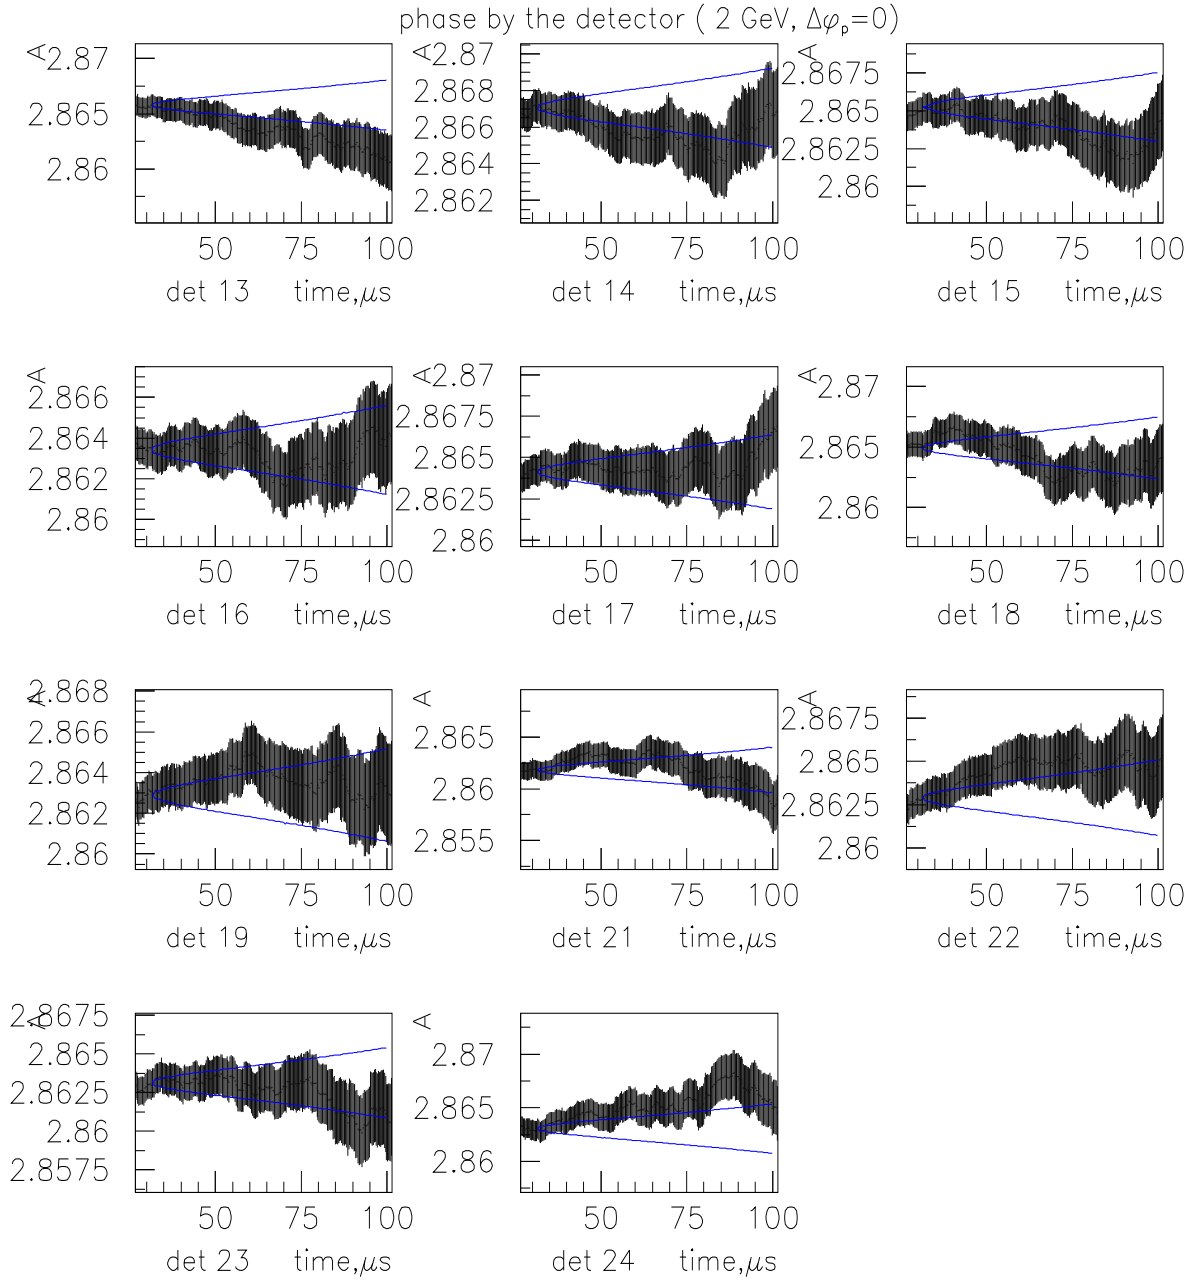 phase by the detector ( 2 GeV, Δφp=0)
A 2.87 2.865 2.86
50 75 100
det 13 time,μs
A 2.87 2.868 2.866 2.864 2.862
50 75 100
det 14 time,μs
A 2.8675 2.865 2.8625 2.86
50 75 100
det 15 time,μs
A 2.866 2.864 2.862 2.86
50 75 100
det 16 time,μs
A 2.87 2.8675 2.865 2.8625 2.86
50 75 100
det 17 time,μs
A 2.87 2.865 2.86
50 75 100
det 18 time,μs
A 2.868 2.866 2.864 2.862 2.86
50 75 100
det 19 time,μs
A 2.865 2.86 2.855
50 75 100
det 21 time,μs
A 2.8675 2.865 2.8625 2.86
50 75 100
det 22 time,μs
A 2.8675 2.865 2.8625 2.86 2.8575
50 75 100
det 23 time,μs
A 2.87 2.865 2.86
50 75 100
det 24 time,μs